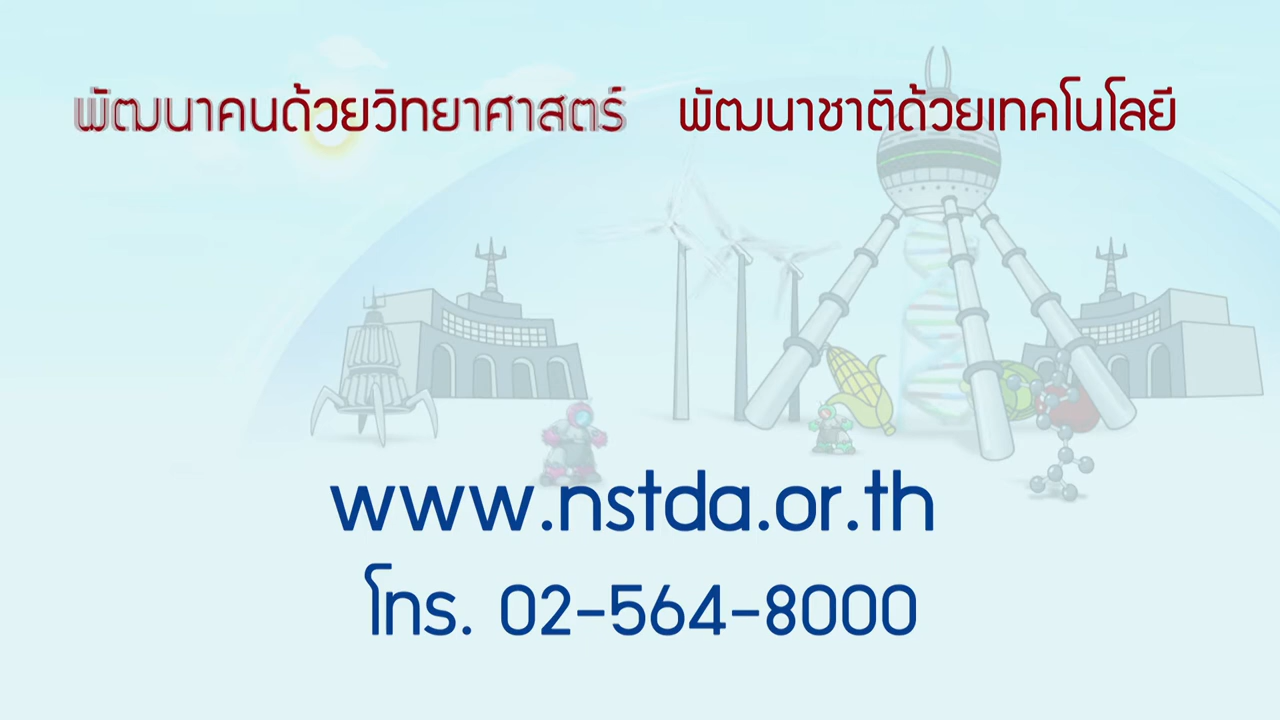 พัฒนาคนด้วยวิทยาศาสตร์ พัฒนาชาติด้วยเทคโนโลยี
www.nstda.or.th
โทร. 02-564-8000